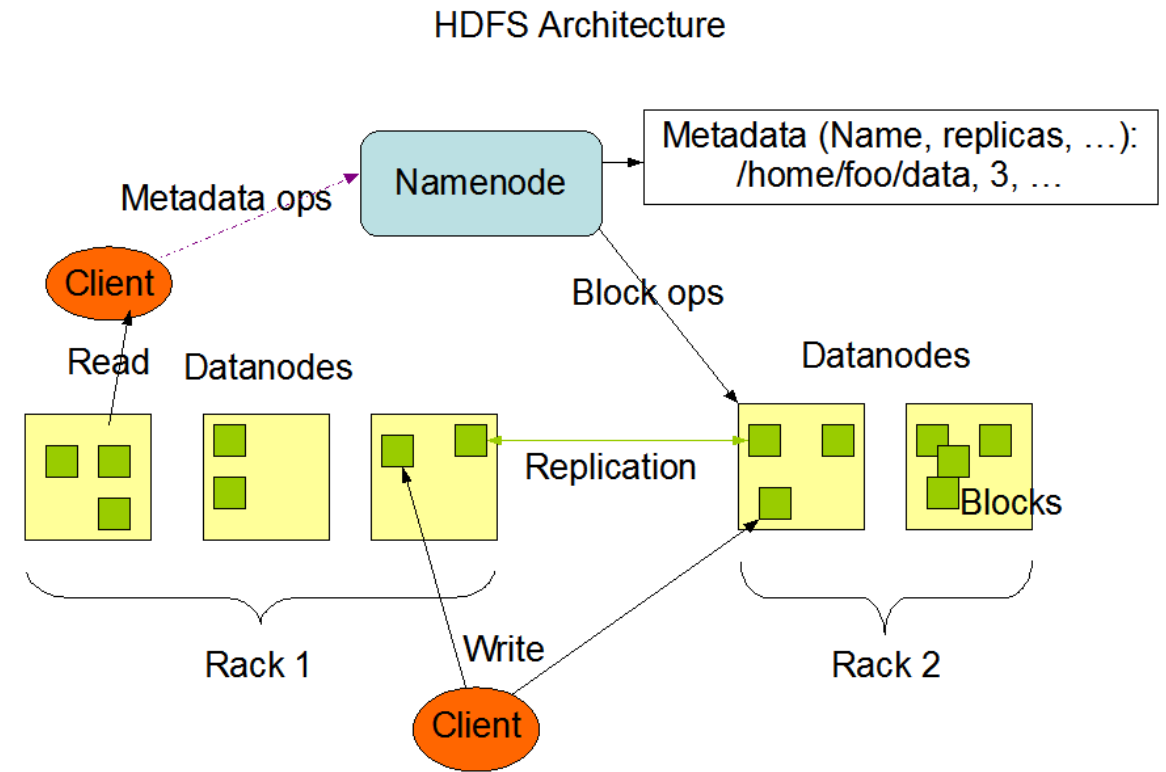 HDFS Architecture
Metadata (Name, replicas, …):
/home/foo/data, 3, …
Namenode
Metadata ops
Client
Block ops
Read
Datanodes
Datanodes
Replication
Blocks
Rack 1
Write
Rack 2
Client